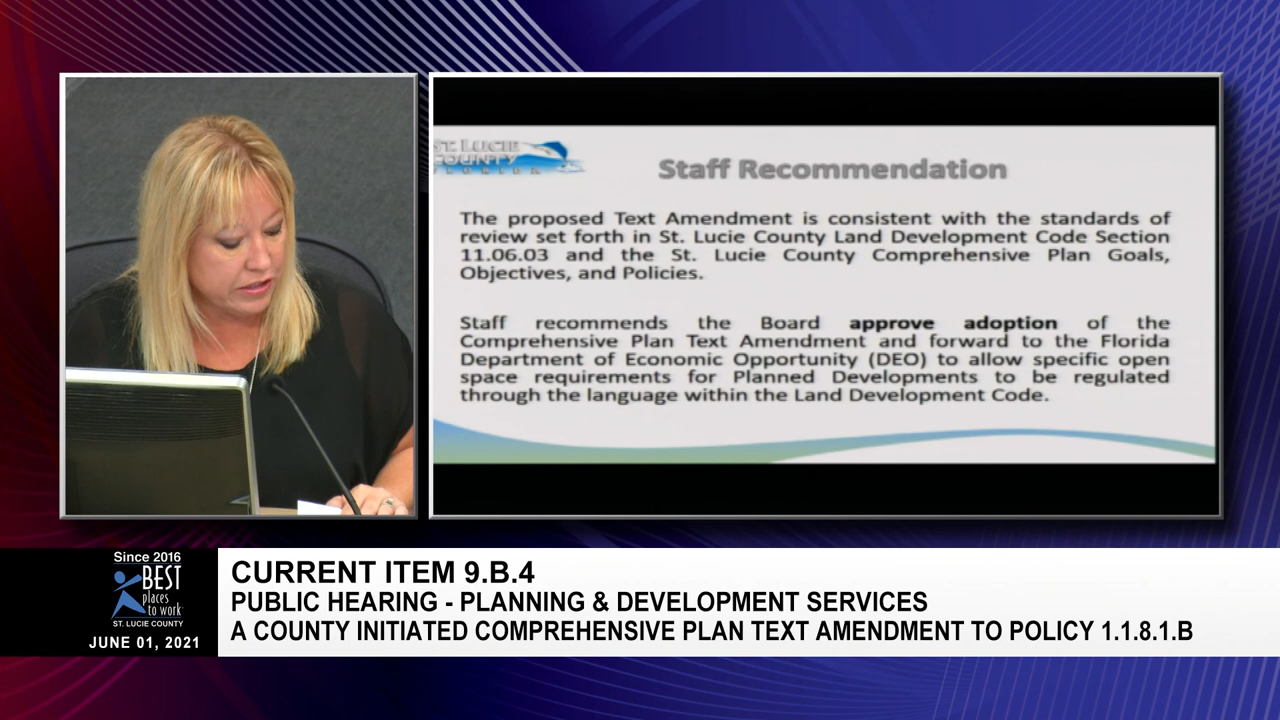 ST. LUCIE
COUNTY
FLORIDA
Staff Recommendation
The proposed Text Amendment is consistent with the standards of
review set forth in St. Lucie County Land Development Code Section
11.06.03 and the St. Lucie County Comprehensive Plan Goals,
Objectives, and Policies.
Staff recommends the Board approve adoption of the
Comprehensive Plan Text Amendment and forward to the Florida
Department of Economic Opportunity (DEO) to allow specific open
space requirements for Planned Developments to be regulated
through the language within the Land Development Code.
Since 2016
BEST
places
to work
ST. LUCIE COUNTY
JUNE 01, 2021
CURRENT ITEM 9.B.4
PUBLIC HEARING - PLANNING & DEVELOPMENT SERVICES
A COUNTY INITIATED COMPREHENSIVE PLAN TEXT AMENDMENT TO POLICY 1.1.8.1.B